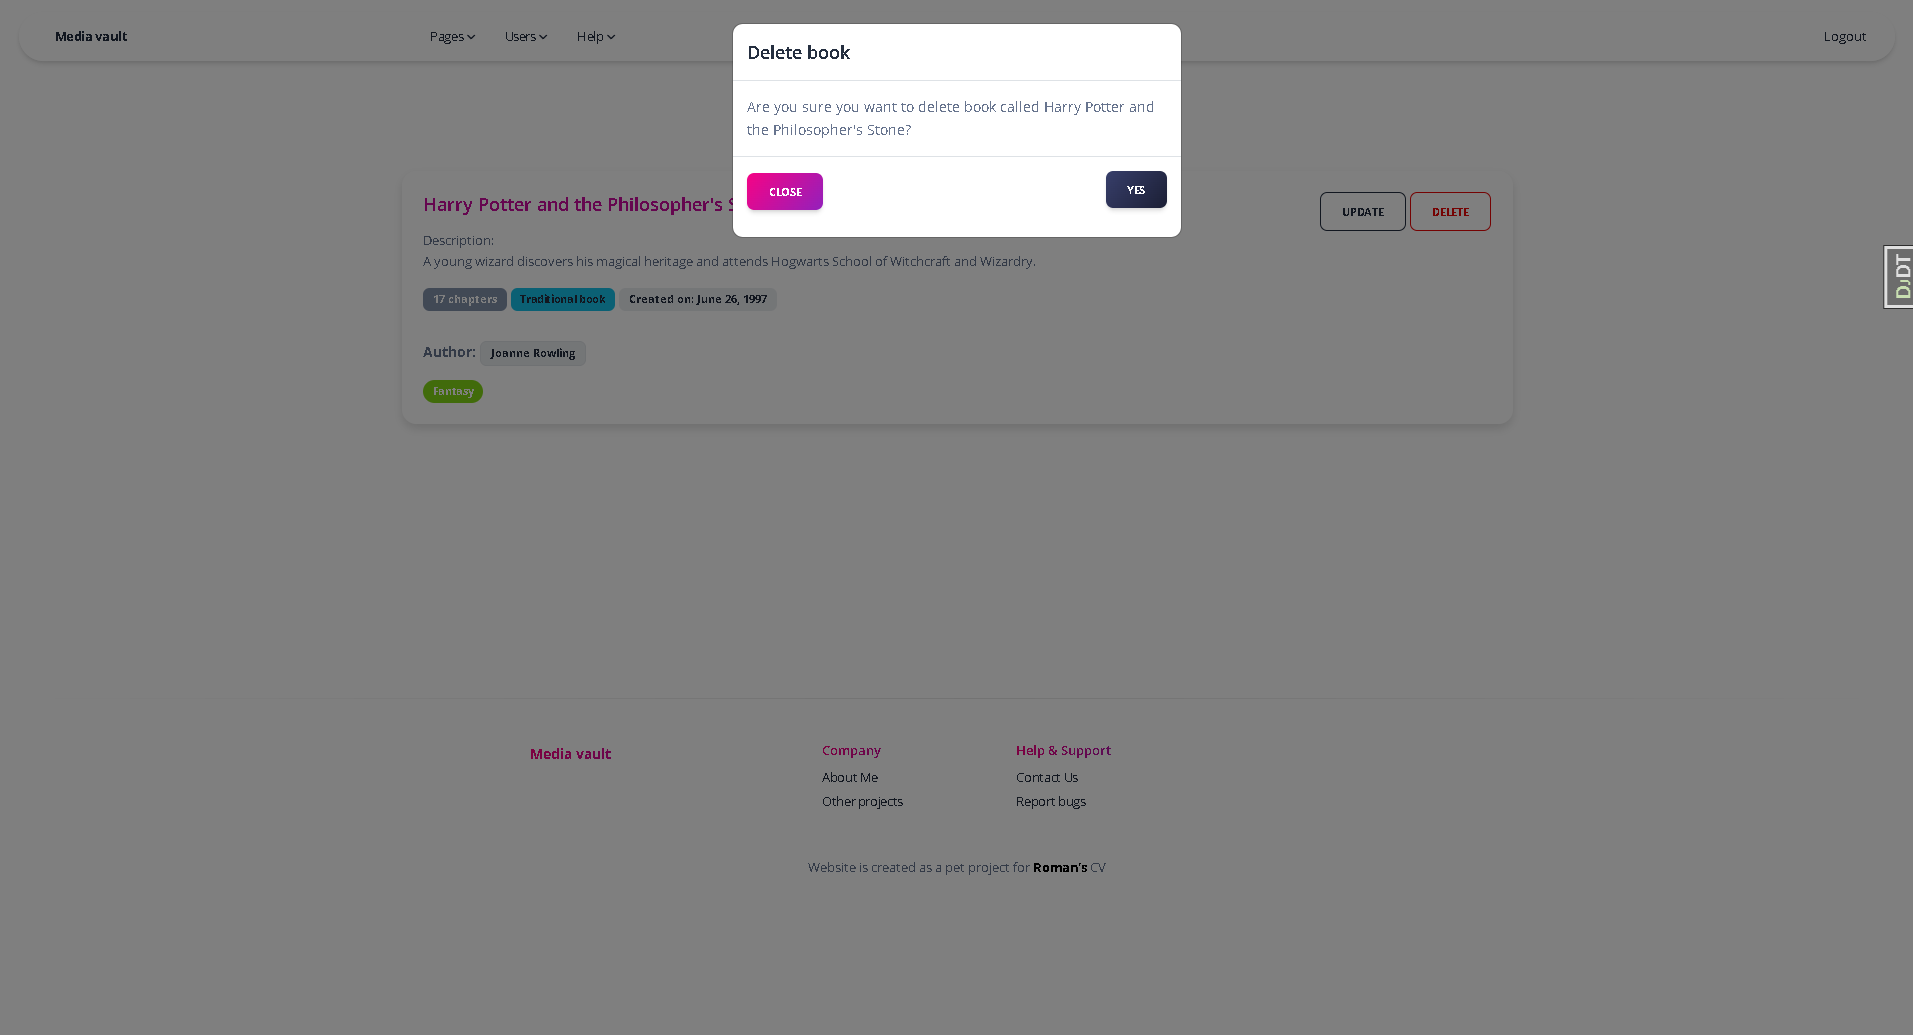 Media vault
Pages
Users
Help
Logout
Delete book
Are you sure you want to delete book called Harry Potter and
the Philosopher's Stone?
CLOSE
YES
Harry Potter and the Philosopher's S
UPDATE
DELETE
Description:
A young wizard discovers his magical heritage and attends Hogwarts School of Witchcraft and Wizardry.
17 chapters
Traditional book
Created on: June 26, 1997
Author: Joanne Rowling
Fantasy
DJDT
Media vault
Company
About Me
Other projects
Help & Support
Contact Us
Report bugs
Website is created as a pet project for Roman's CV